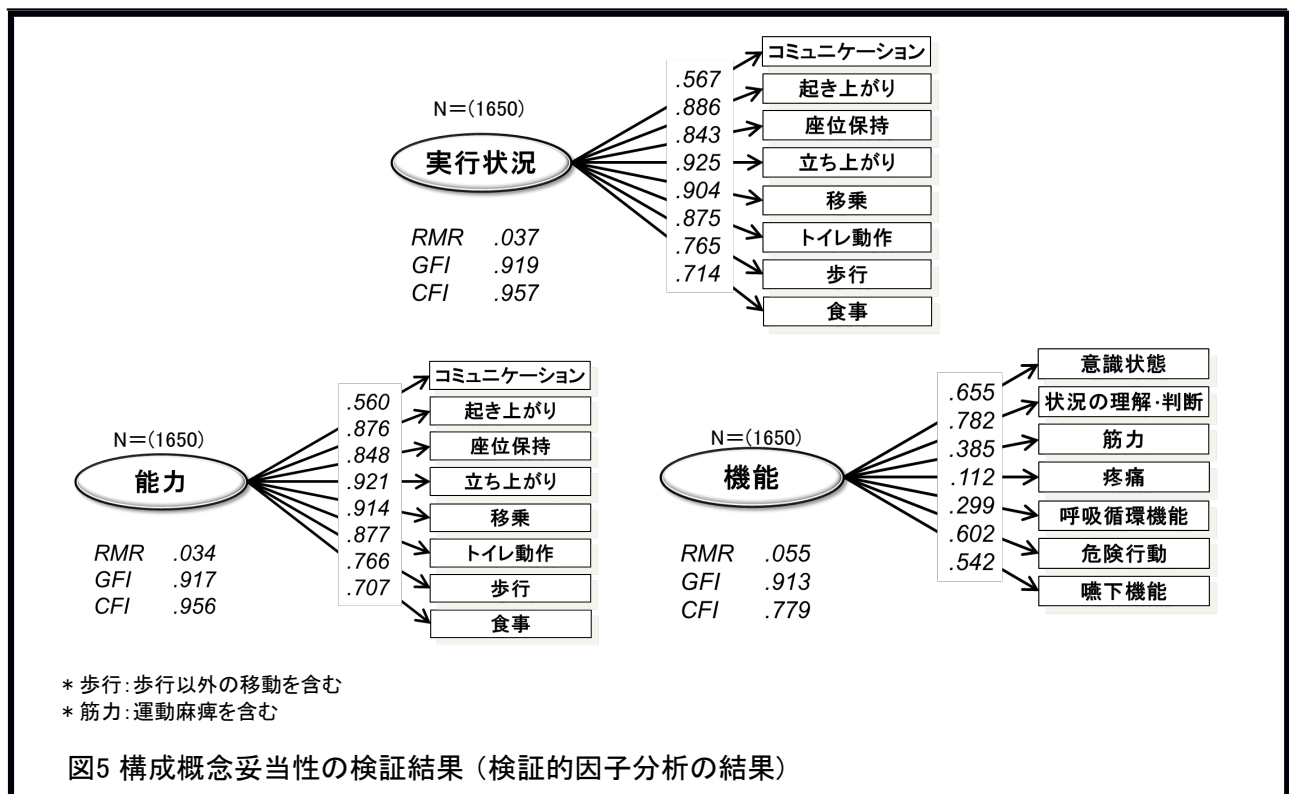 N＝(1650)
実行状況
RMR .037
GFI .919
CFI .957
.567
.886
.843
.925
.904
.875
.765
.714
コミュニケーション
起き上がり
座位保持
立ち上がり
移乗
トイレ動作
歩行
食事
N＝(1650)
能力
RMR .034
GFI .917
CFI .956
.560
.876
.848
.921
.914
.877
.766
.707
コミュニケーション
起き上がり
座位保持
立ち上がり
移乗
トイレ動作
歩行
食事
N＝(1650)
機能
RMR .055
GFI .913
CFI .779
.655
.782
.385
.112
.299
.602
.542
意識状態
状況の理解・判断
筋力
疼痛
呼吸循環機能
危険行動
嚥下機能
＊歩行：歩行以外の移動を含む
＊筋力：運動麻痺を含む
図5 構成概念妥当性の検証結果（検証的因子分析の結果）